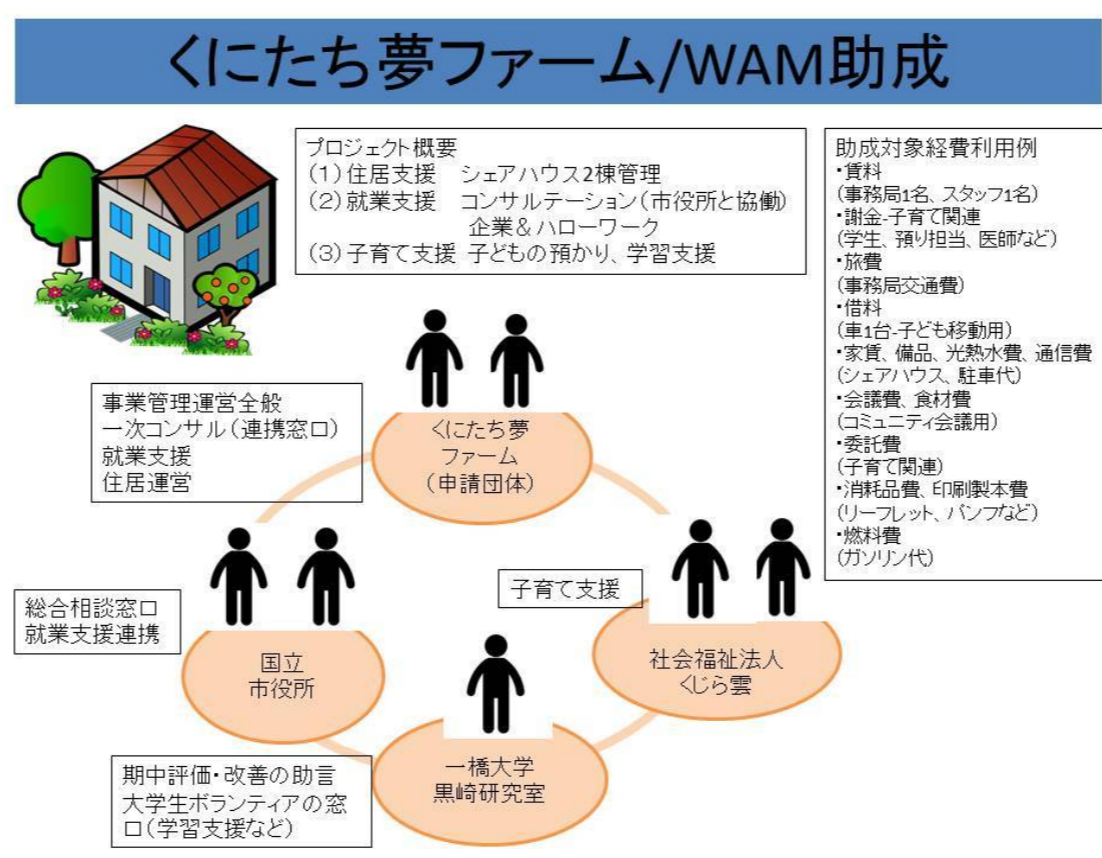 くにたち夢ファーム/WAM助成
プロジェクト概要
(1)住居支援 シェアハウス2棟管理
(2)就業支援 コンサルテーション(市役所と協働)
企業&ハローワーク
(3)子育て支援 子どもの預かり、学習支援
助成対象経費利用例
・賃料
(事務局1名、スタッフ1名)
・謝金-子育て関連
(学生、預り担当、医師など)
・旅費
(事務局交通費)
・借料
(車1台-子ども移動用)
・家賃、備品、光熱水費、通信費
(シェアハウス、駐車代)
・会議費、食材費
(コミュニティ会議用)
・委託費
(子育て関連)
・消耗品費、印刷製本費
(リーフレット、パンフなど)
・燃料費
(ガソリン代)
事業管理運営全般
一次コンサル(連携窓口)
就業支援
住居運営
くにたち夢
ファーム
(申請団体)
総合相談窓口
就業支援連携
国立
市役所
子育て支援
社会福祉法人
くじら雲
期中評価・改善の助言
大学生ボランティアの窓
口(学習支援など)
一橋大学
黒崎研究室